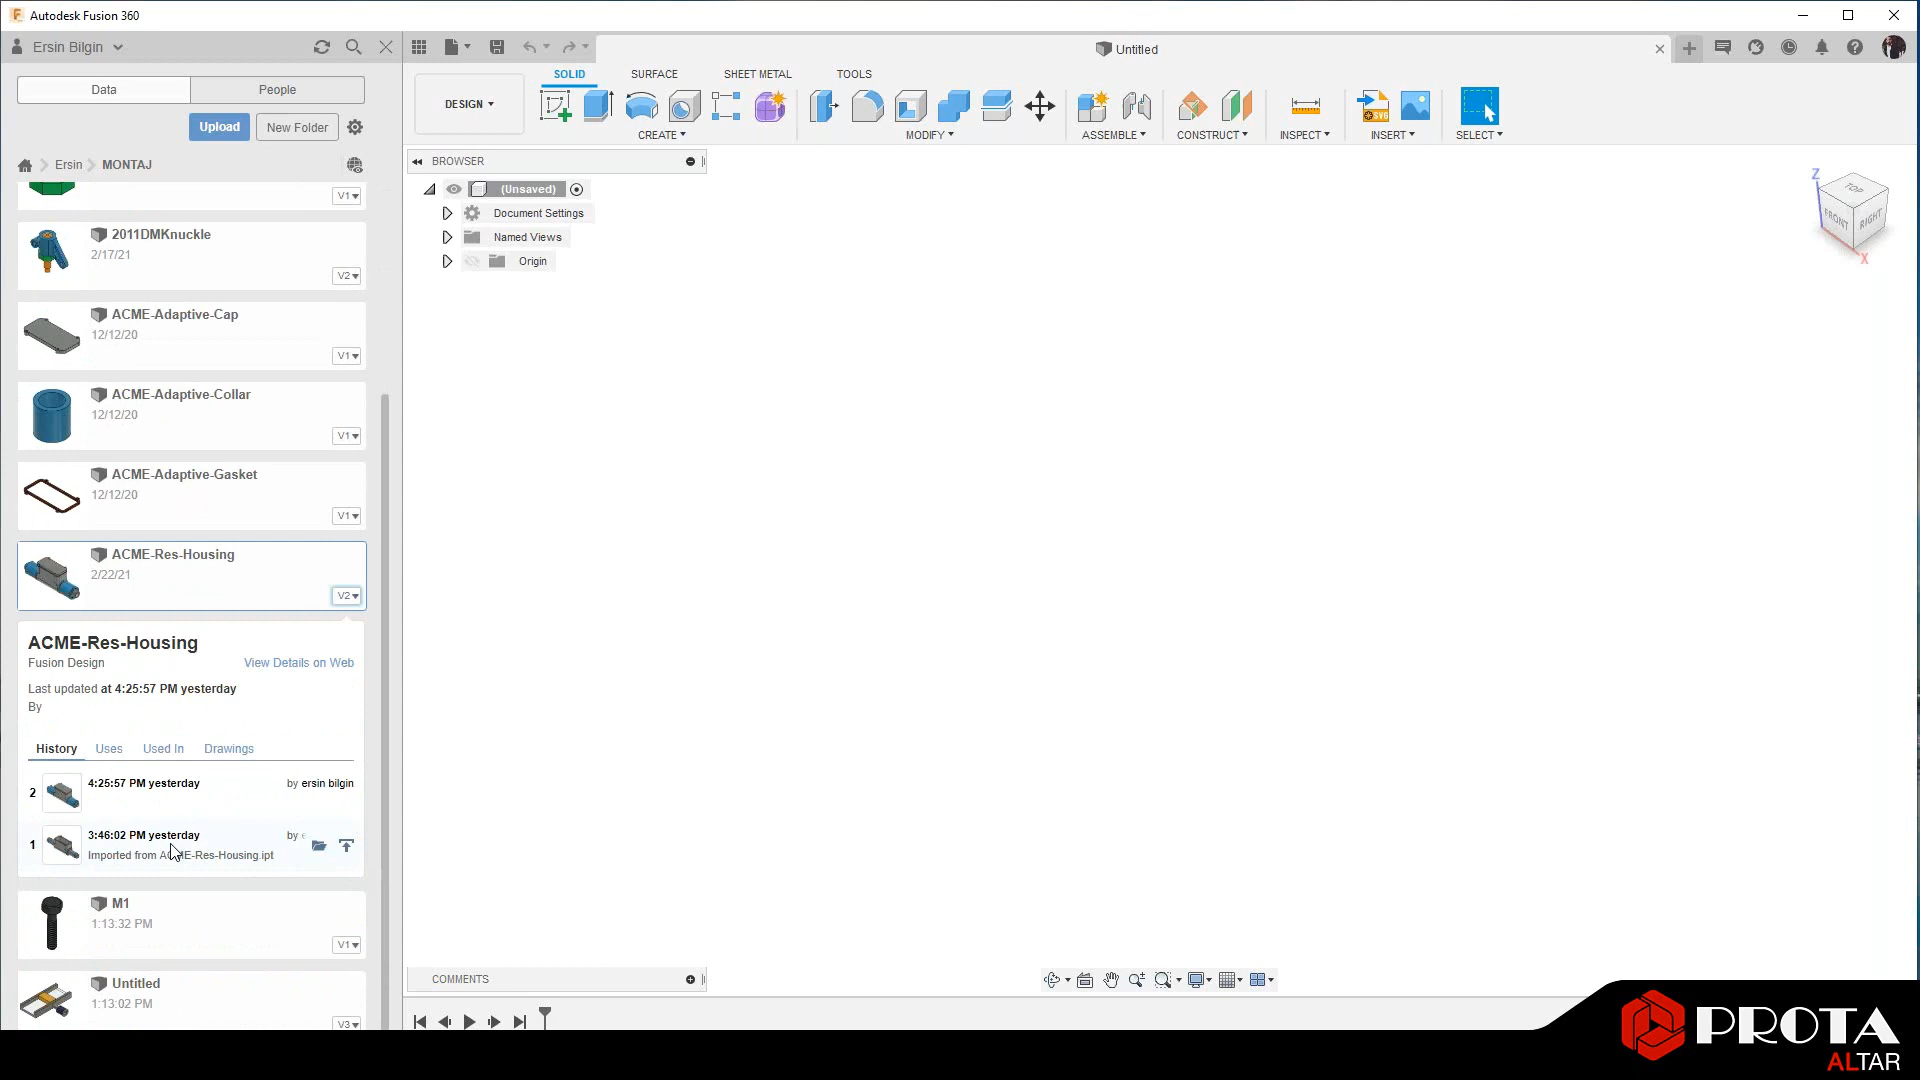 Autodesk Fusion 360
Ersin Bilgin
Untitled
Data
People
Upload
New Folder
Ersin
MONTAJ
V1
2011DMKnuckle
2/17/21
V2
ACME-Adaptive-Cap
12/12/20
V1
ACME-Adaptive-Collar
12/12/20
V1
ACME-Adaptive-Gasket
12/12/20
V1
ACME-Res-Housing
2/22/21
V2
ACME-Res-Housing
Fusion Design
View Details on Web
Last updated at 4:25:57 PM yesterday
By
History
Uses
Used In
Drawings
2
4:25:57 PM yesterday
by ersin bilgin
1
3:46:02 PM yesterday
by e
Imported from ACME-Res-Housing.ipt
M1
1:13:32 PM
V1
Untitled
1:13:02 PM
V3
SOLID
SURFACE
SHEET METAL
TOOLS
DESIGN
CREATE
MODIFY
ASSEMBLE
CONSTRUCT
INSPECT
SVG
INSERT
SELECT
BROWSER
(Unsaved)
Document Settings
Named Views
Origin
Z
TOP
FRONT
RIGHT
X
COMMENTS
PROTA
ALTAR